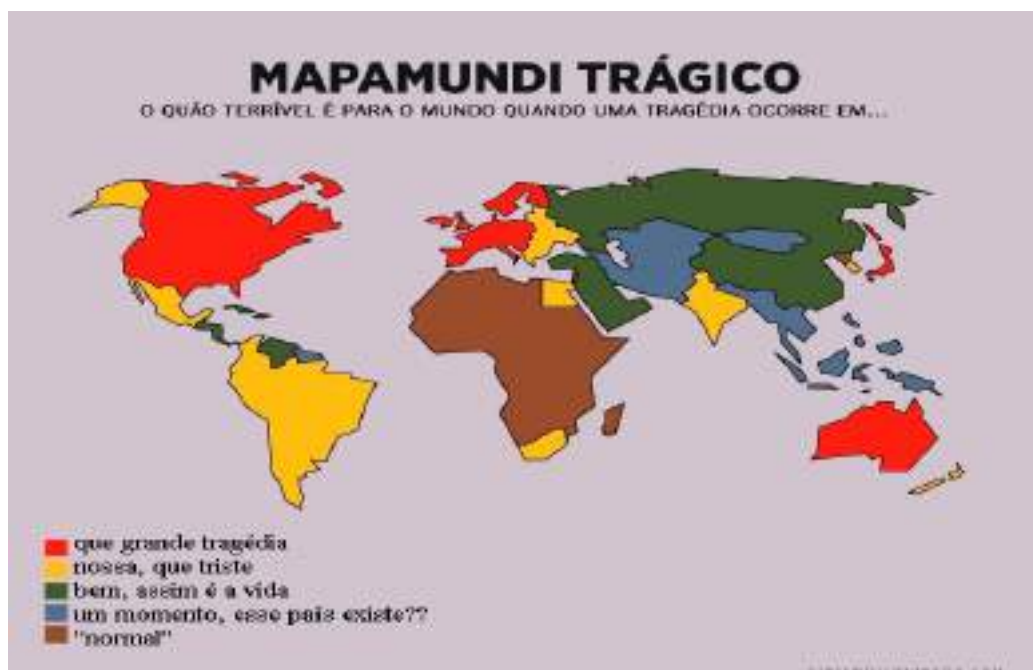 MAPAMUNDI TRÁGICO
O QUÃO TERRÍVEL É PARA O MUNDO QUANDO UMA TRAGÉDIA OCORRE EM...
que grande tragédia
nossa, que triste
bem, assim é a vida
um momento, esse país existe??
"normal"